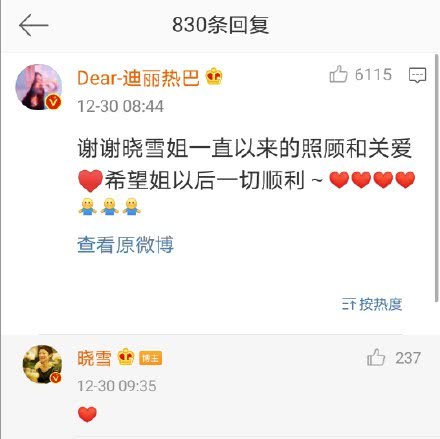 830条回复
Dear-迪丽热巴
6115
12-30 08:44
谢谢晓雪姐一直以来的照顾和关爱
❤希望姐以后一切顺利~❤❤❤❤
查看原微博
按热度
晓雪 博主
237
12-30 09:35
❤